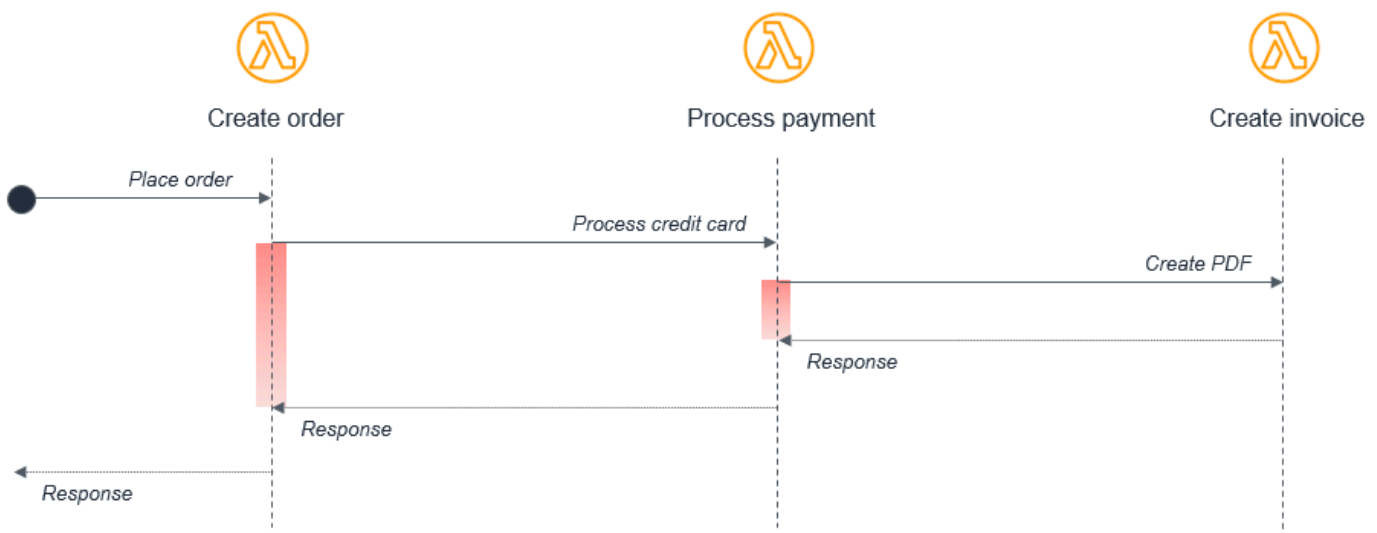 Create order
Process payment
Create invoice
Place order
Process credit card
Create PDF
Response
Response
Response